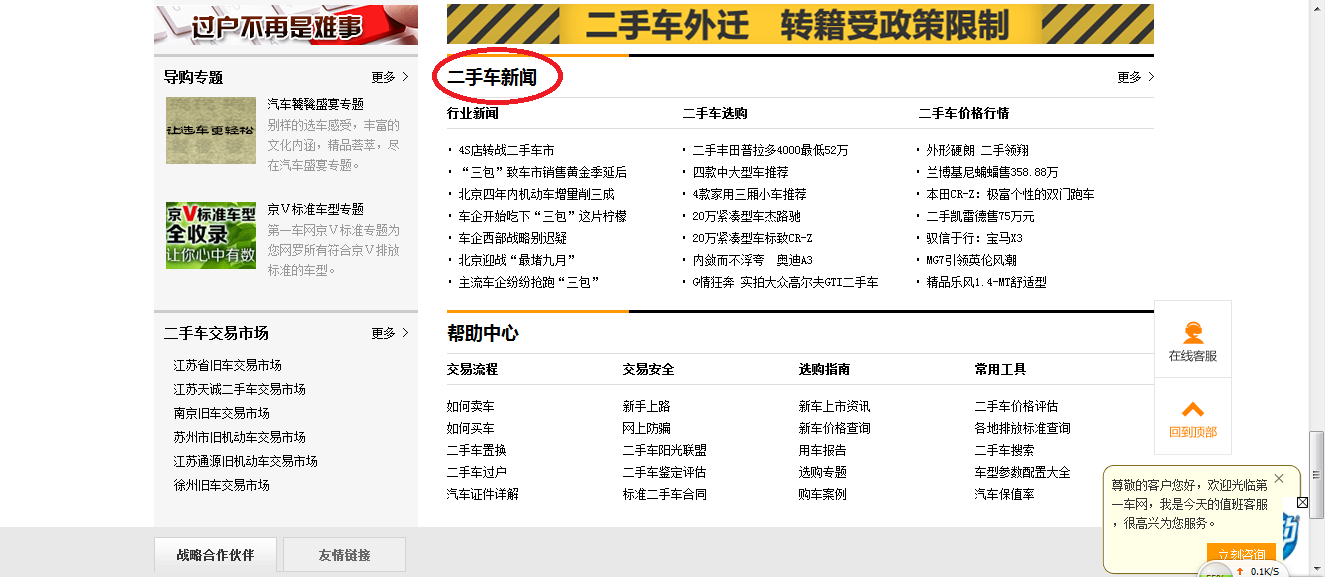 过户不再是难事
二手车外迁 转籍受政策限制
导购专题
更多
汽车饕餮盛宴专题
别样的选车感受，丰富的
文化内涵，精品荟萃，尽
在汽车盛宴专题。
让选车更轻松
京V标准车型专题
第一车网京V标准专题为
您网罗所有符合京V排放
标准的车型。
京V标准车型
全收录
让你心中有数
二手车交易市场
更多
江苏省旧车交易市场
江苏天诚二手车交易市场
南京旧车交易市场
苏州市旧机动车交易市场
江苏通源旧机动车交易市场
徐州旧车交易市场
二手车新闻
更多
行业新闻
· 4S店转战二手车市
· “三包”致车市销售黄金季延后
· 北京四年内机动车增量削三成
· 车企开始吃下“三包”这片柠檬
· 车企西部战略别迟疑
· 北京迎战“最堵九月”
· 主流车企纷纷抢跑“三包”
二手车选购
· 二手丰田普拉多4000最低52万
· 四款中大型车推荐
· 4款家用三厢小车推荐
· 20万紧凑型车杰路驰
· 20万紧凑型车标致CR-Z
· 内敛而不浮夸 奥迪A3
· G情狂奔 实拍大众高尔夫GTI二手车
二手车价格行情
· 外形硬朗 二手领翔
· 兰博基尼蝙蝠售358.88万
· 本田CR-Z：极富个性的双门跑车
· 二手凯雷德售75万元
· 驭信于行：宝马X3
· MG7引领英伦风潮
· 精品乐风1.4-MT舒适型
帮助中心
交易流程
如何卖车
如何买车
二手车置换
二手车过户
汽车证件详解
交易安全
新手上路
网上防骗
二手车阳光联盟
二手车鉴定评估
标准二手车合同
选购指南
新车上市资讯
新车价格查询
用车报告
选购专题
购车案例
常用工具
二手车价格评估
各地排放标准查询
二手车搜索
车型参数配置大全
汽车保值率
在线客服
回到顶部
尊敬的客户您好，欢迎光临第
一车网，我是今天的值班客服
，很高兴为您服务。
立刻咨询
0.1K/S
战略合作伙伴
友情链接